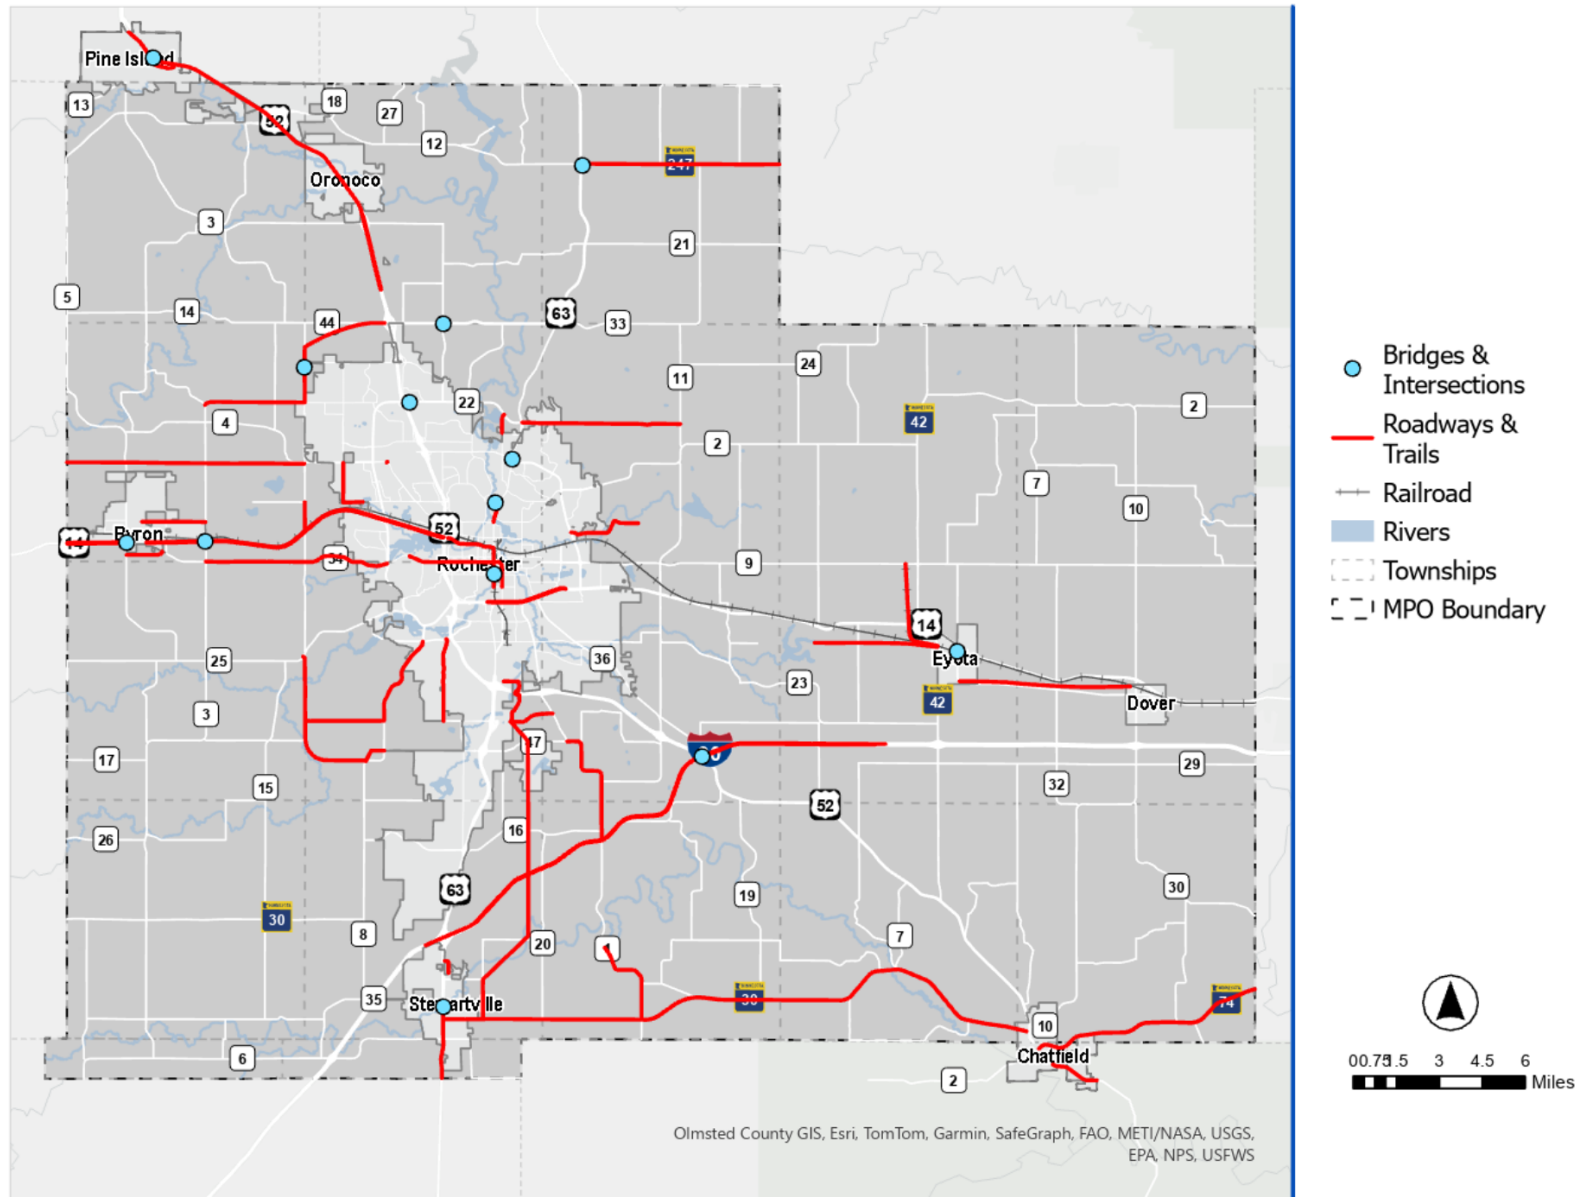 Pine Island
13
52
18
27
12
247
Oronoco
3
21
5
14
44
63
33
24
11
22
2
4
42
2
7
10
Byron
14
52
34
Rochester
9
14
36
Eyota
25
23
42
Dover
3
47
90
17
29
15
32
52
16
26
63
30
19
30
8
20
1
7
35
Stewartville
30
74
10
6
Chatfield
2
Bridges &
Intersections
Roadways &
Trails
Railroad
Rivers
Townships
MPO Boundary
0 0.75 1.5 3 4.5 6
Miles
Olmsted County GIS, Esri, TomTom, Garmin, SafeGraph, FAO, METI/NASA, USGS,
EPA, NPS, USFWS